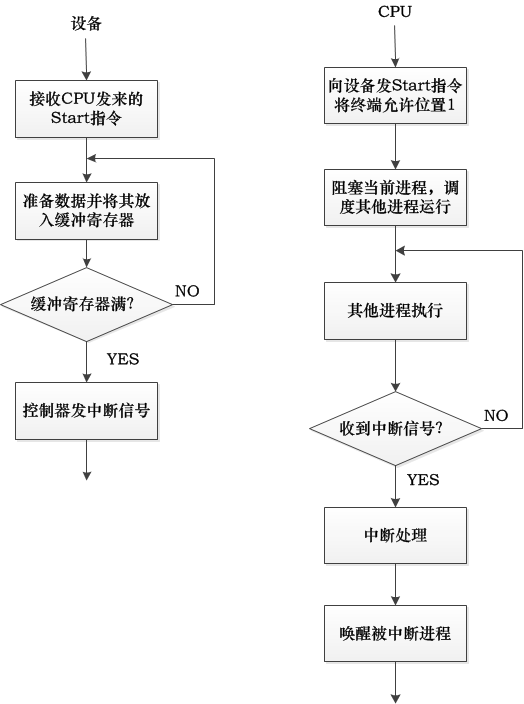 设备
接收CPU发来的
Start指令
准备数据并将其放
入缓冲寄存器
缓冲寄存器满？
NO
YES
控制器发中断信号
CPU
向设备发Start指令
将终端允许位置1
阻塞当前进程，调
度其他进程运行
其他进程执行
收到中断信号？
NO
YES
中断处理
唤醒被中断进程